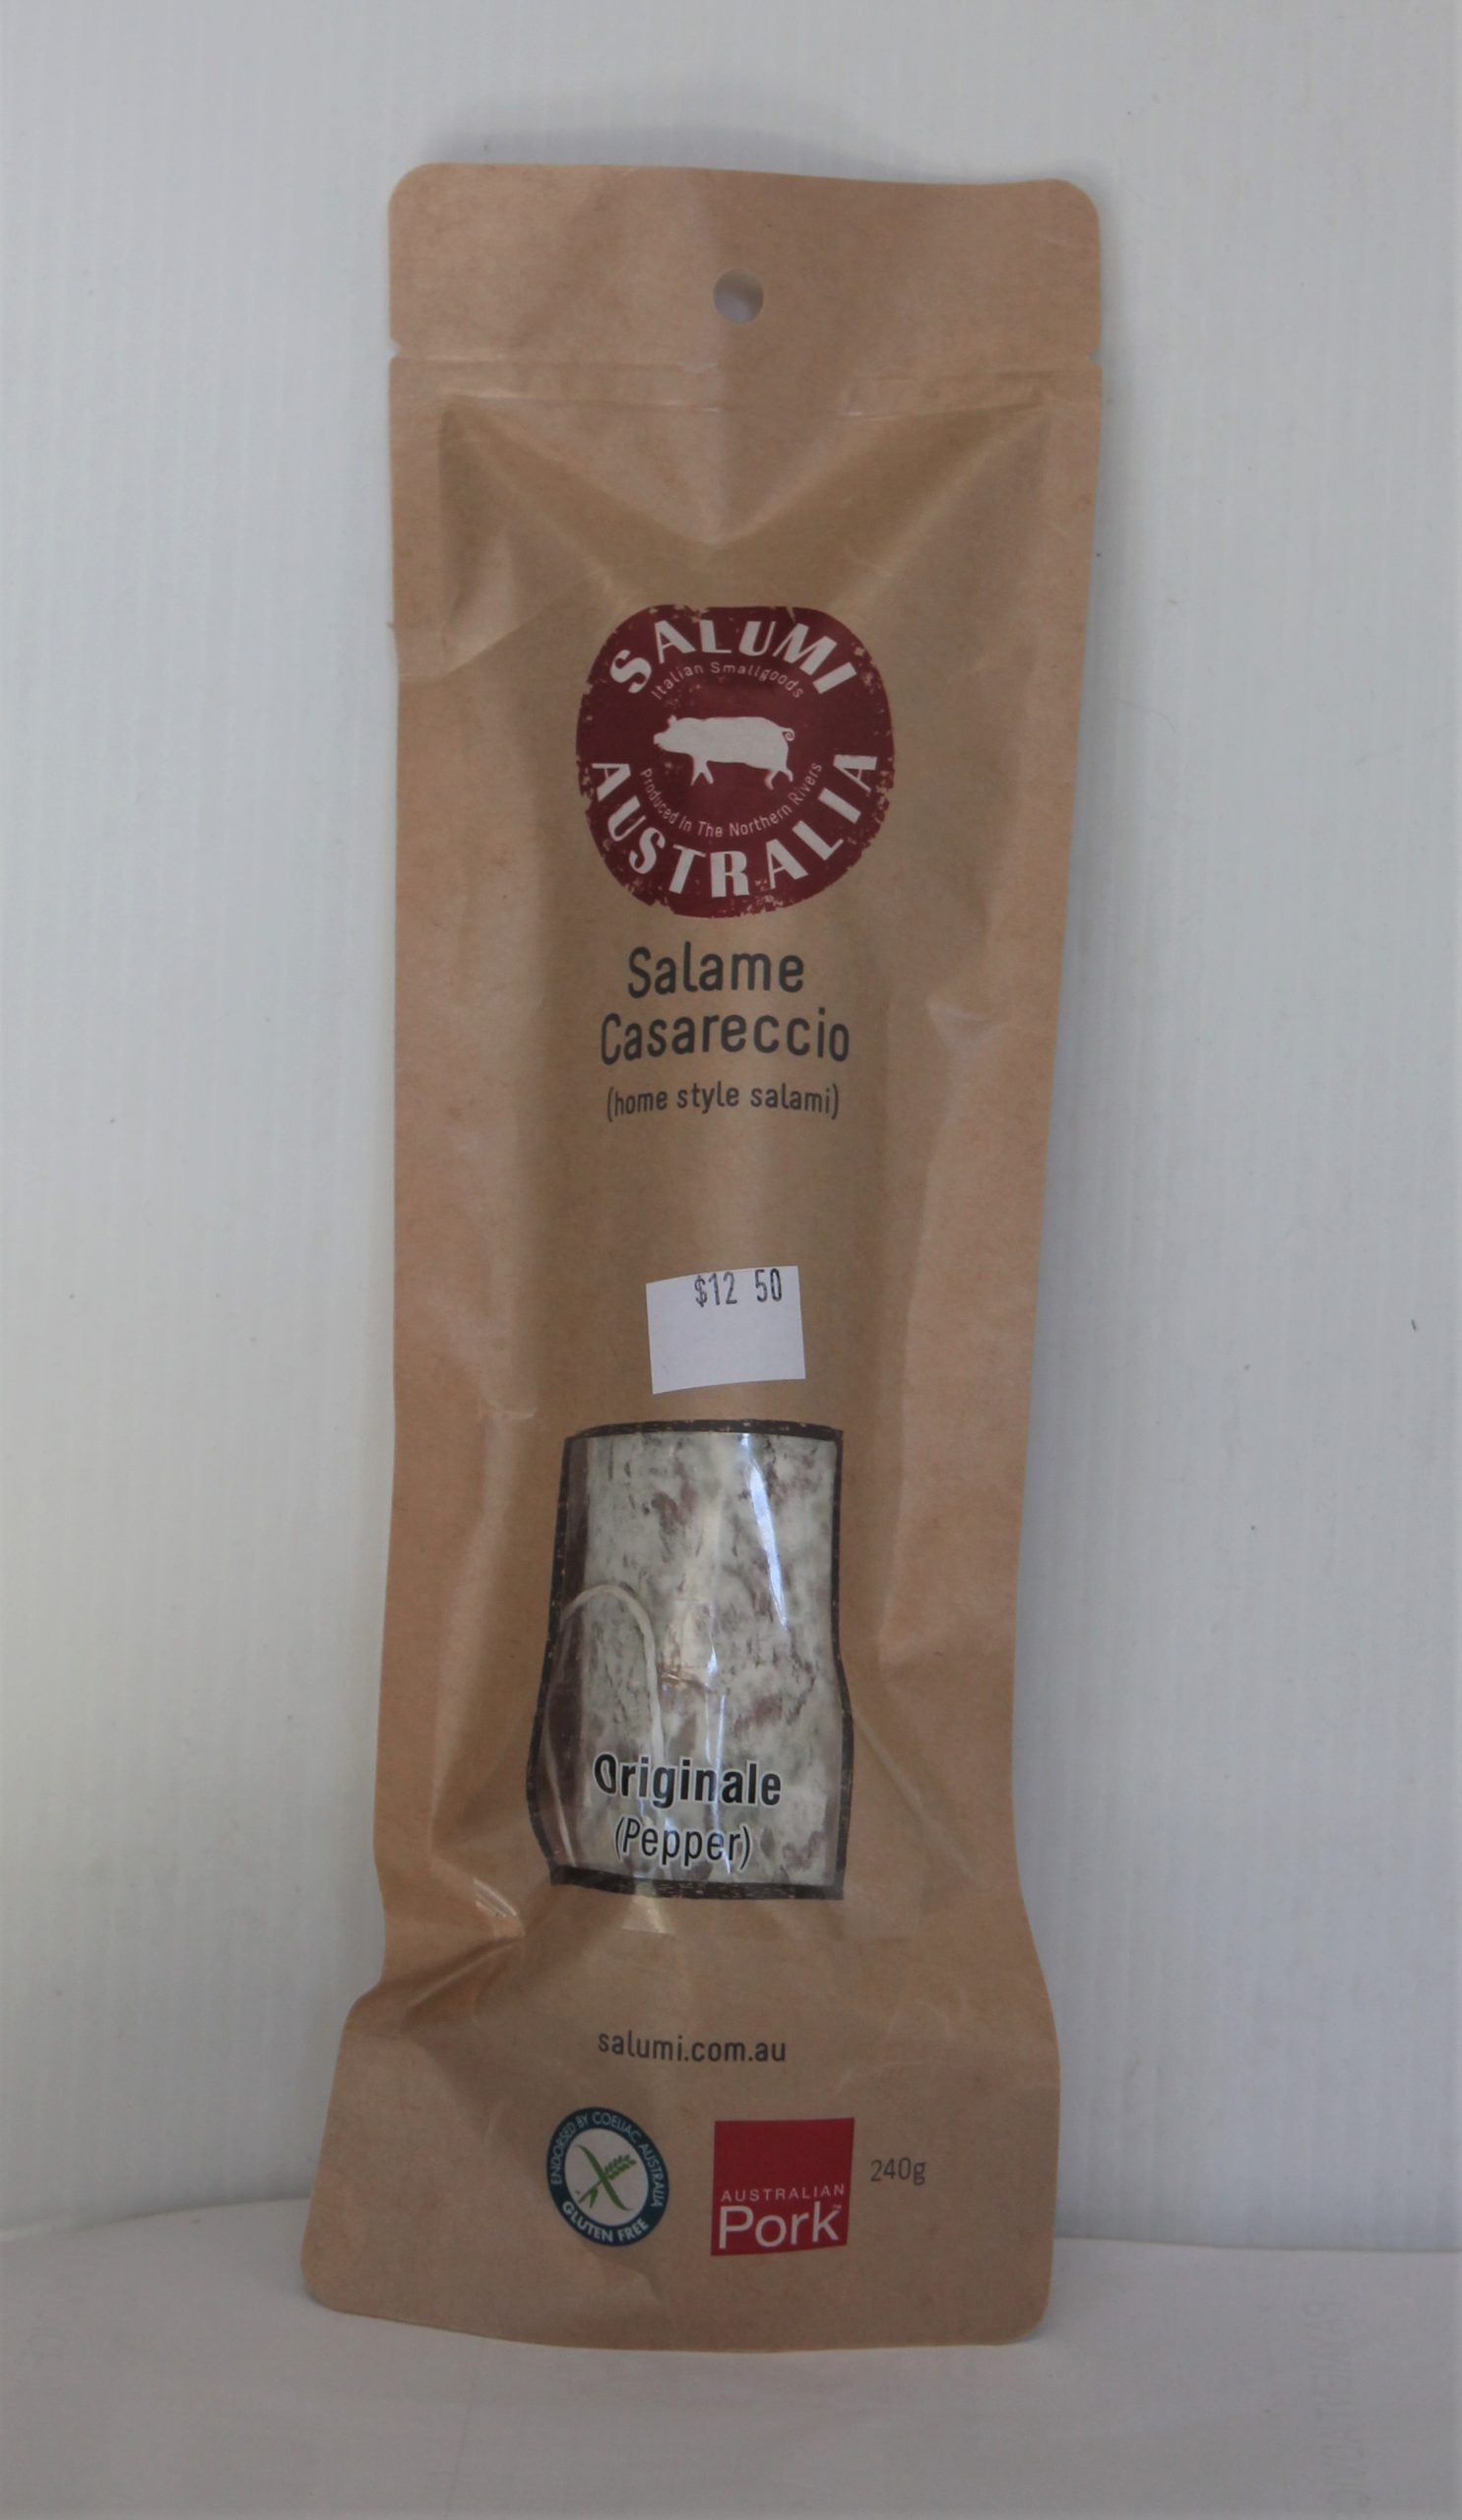 SALUMI
Italian Smallgoods
Produced In The Northern Rivers
AUSTRALIA
Salame
Casareccio
(home style salami)
$12 50
Originale
(Pepper)
salumi.com.au
ENDORSED BY COELIAC AUSTRALIA
GLUTEN FREE
AUSTRALIAN
Pork™
240g